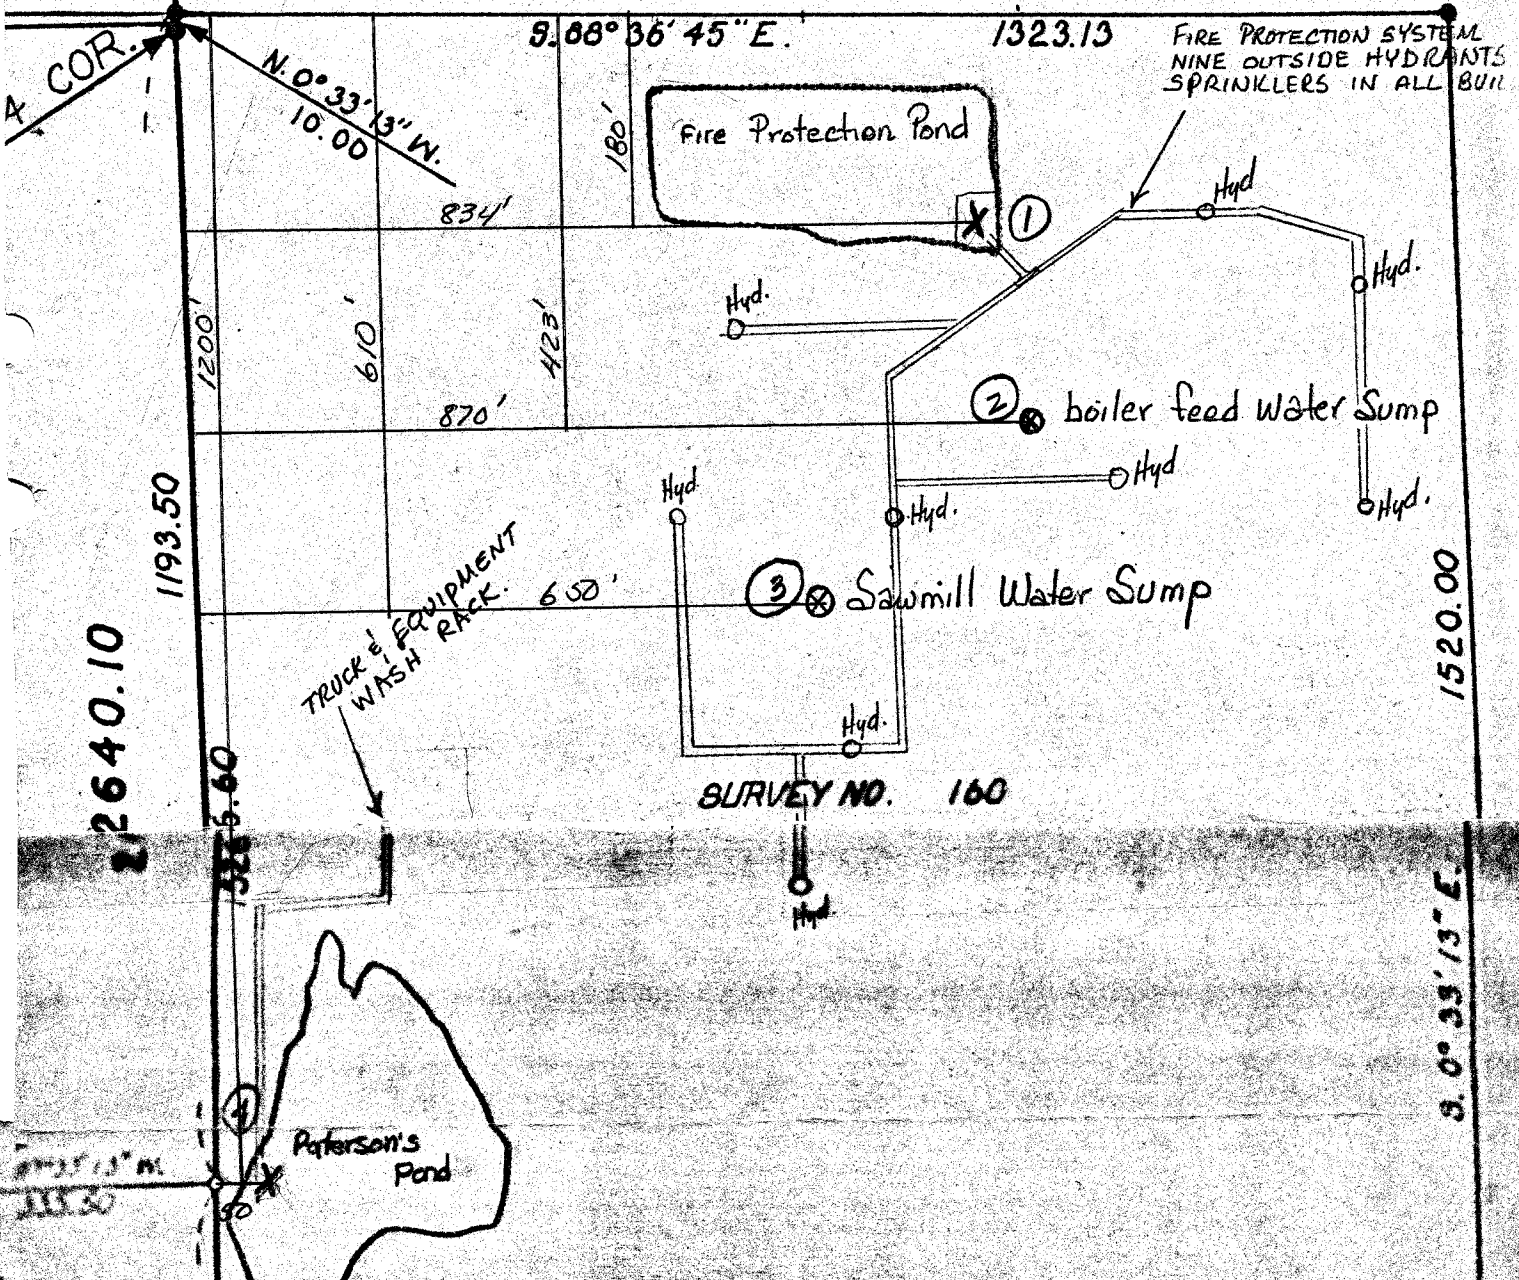 S.88° 36' 45" E.
1323.13
FIRE PROTECTION SYSTEM
NINE OUTSIDE HYDRANTS
SPRINKLERS IN ALL
COR.
N. 0° 33' 13" W.
10.00
180'
Fire Protection Pond
834'
1
Hyd
Hyd.
Hyd.
1200'
610'
423'
870'
2
boiler feed Water Sump
Hyd
Hyd
Hyd.
Hyd.
1193.50
TRUCK & EQUIPMENT
WASH RACK.
650'
3
Sawmill Water Sump
1520.00
2640.10
Hyd.
SURVEY NO. 160
Hyd.
S. 0° 33' 13" E.
4
Paterson's
Pond
50